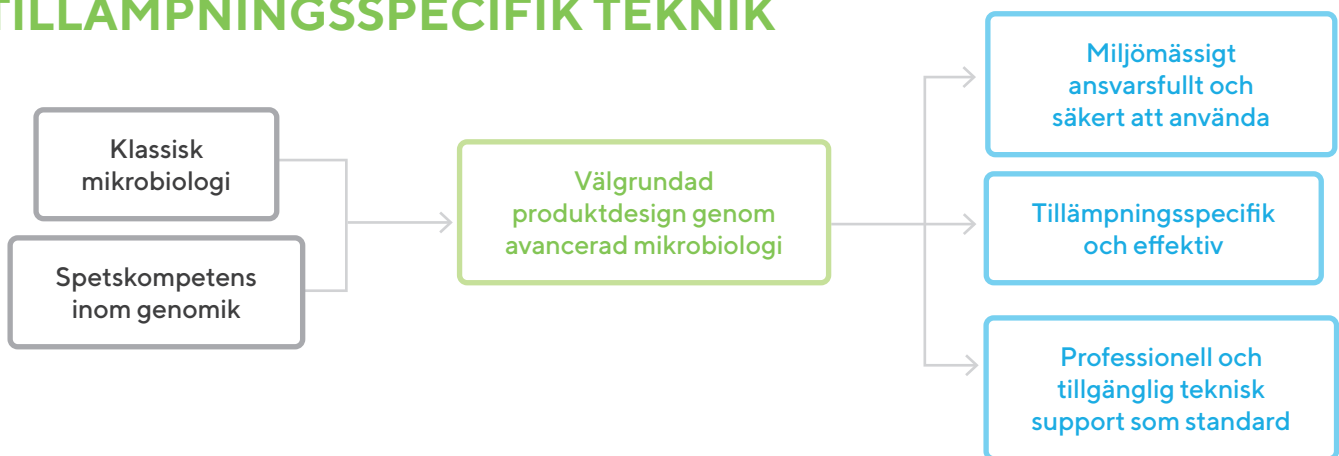 TILLÄMPNINGSSPECIFIK TEKNIK
Klassisk
mikrobiologi
Spetskompetens
inom genomik
Välgrundad
produktdesign genom
avancerad mikrobiologi
Miljömässigt
ansvarsfullt och
säkert att använda
Tillämpningsspecifik
och effektiv
Professionell och
tillgänglig teknisk
support som standard